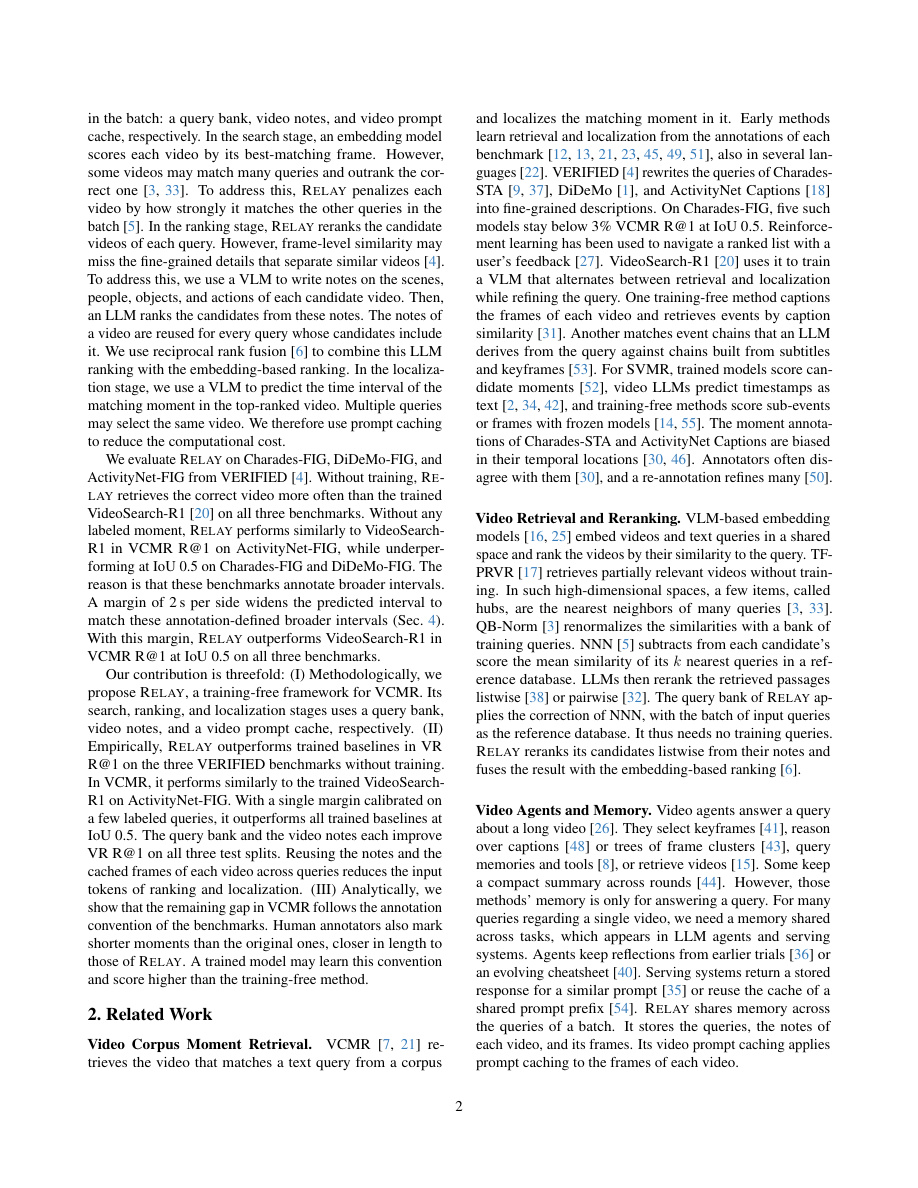 in the batch: a query bank, video notes, and video prompt
cache, respectively. In the search stage, an embedding model
scores each video by its best-matching frame. However,
some videos may match many queries and outrank the cor-
rect one [3, 33]. To address this, RELAY penalizes each
video by how strongly it matches the other queries in the
batch [5]. In the ranking stage, RELAY reranks the candidate
videos of each query. However, frame-level similarity may
miss the fine-grained details that separate similar videos [4].
To address this, we use a VLM to write notes on the scenes,
people, objects, and actions of each candidate video. Then,
an LLM ranks the candidates from these notes. The notes of
a video are reused for every query whose candidates include
it. We use reciprocal rank fusion [6] to combine this LLM
ranking with the embedding-based ranking. In the localiza-
tion stage, we use a VLM to predict the time interval of the
matching moment in the top-ranked video. Multiple queries
may select the same video. We therefore use prompt caching
to reduce the computational cost.
We evaluate RELAY on Charades-FIG, DiDeMo-FIG, and
ActivityNet-FIG from VERIFIED [4]. Without training, RE-
LAY retrieves the correct video more often than the trained
VideoSearch-R1 [20] on all three benchmarks. Without any
labeled moment, RELAY performs similarly to VideoSearch-
R1 in VCMR R@1 on ActivityNet-FIG, while underper-
forming at IoU 0.5 on Charades-FIG and DiDeMo-FIG. The
reason is that these benchmarks annotate broader intervals.
A margin of 2 s per side widens the predicted interval to
match these annotation-defined broader intervals (Sec. 4).
With this margin, RELAY outperforms VideoSearch-R1 in
VCMR R@1 at IoU 0.5 on all three benchmarks.
Our contribution is threefold: (I) Methodologically, we
propose RELAY, a training-free framework for VCMR. Its
search, ranking, and localization stages uses a query bank,
video notes, and a video prompt cache, respectively. (II)
Empirically, RELAY outperforms trained baselines in VR
R@1 on the three VERIFIED benchmarks without training.
In VCMR, it performs similarly to the trained VideoSearch-
R1 on ActivityNet-FIG. With a single margin calibrated on
a few labeled queries, it outperforms all trained baselines at
IoU 0.5. The query bank and the video notes each improve
VR R@1 on all three test splits. Reusing the notes and the
cached frames of each video across queries reduces the input
tokens of ranking and localization. (III) Analytically, we
show that the remaining gap in VCMR follows the annotation
convention of the benchmarks. Human annotators also mark
shorter moments than the original ones, closer in length to
those of RELAY. A trained model may learn this convention
and score higher than the training-free method.
2. Related Work
Video Corpus Moment Retrieval. VCMR [7, 21] re-
trieves the video that matches a text query from a corpus
and localizes the matching moment in it. Early methods
learn retrieval and localization from the annotations of each
benchmark [12, 13, 21, 23, 45, 49, 51], also in several lan-
guages [22]. VERIFIED [4] rewrites the queries of Charades-
STA [9, 37], DiDeMo [1], and ActivityNet Captions [18]
into fine-grained descriptions. On Charades-FIG, five such
models stay below 3% VCMR R@1 at IoU 0.5. Reinforce-
ment learning has been used to navigate a ranked list with a
user's feedback [27]. VideoSearch-R1 [20] uses it to train
a VLM that alternates between retrieval and localization
while refining the query. One training-free method captions
the frames of each video and retrieves events by caption
similarity [31]. Another matches event chains that an LLM
derives from the query against chains built from subtitles
and keyframes [53]. For SVMR, trained models score can-
didate moments [52], video LLMs predict timestamps as
text [2, 34, 42], and training-free methods score sub-events
or frames with frozen models [14, 55]. The moment annota-
tions of Charades-STA and ActivityNet Captions are biased
in their temporal locations [30, 46]. Annotators often dis-
agree with them [30], and a re-annotation refines many [50].
Video Retrieval and Reranking. VLM-based embedding
models [16, 25] embed videos and text queries in a shared
space and rank the videos by their similarity to the query. TF-
PRVR [17] retrieves partially relevant videos without train-
ing. In such high-dimensional spaces, a few items, called
hubs, are the nearest neighbors of many queries [3, 33].
QB-Norm [3] renormalizes the similarities with a bank of
training queries. NNN [5] subtracts from each candidate's
score the mean similarity of its k nearest queries in a ref-
erence database. LLMs then rerank the retrieved passages
listwise [38] or pairwise [32]. The query bank of RELAY ap-
plies the correction of NNN, with the batch of input queries
as the reference database. It thus needs no training queries.
RELAY reranks its candidates listwise from their notes and
fuses the result with the embedding-based ranking [6].
Video Agents and Memory. Video agents answer a query
about a long video [26]. They select keyframes [41], reason
over captions [48] or trees of frame clusters [43], query
memories and tools [8], or retrieve videos [15]. Some keep
a compact summary across rounds [44]. However, those
methods' memory is only for answering a query. For many
queries regarding a single video, we need a memory shared
across tasks, which appears in LLM agents and serving
systems. Agents keep reflections from earlier trials [36] or
an evolving cheatsheet [40]. Serving systems return a stored
response for a similar prompt [35] or reuse the cache of a
shared prompt prefix [54]. RELAY shares memory across
the queries of a batch. It stores the queries, the notes of
each video, and its frames. Its video prompt caching applies
prompt caching to the frames of each video.
2